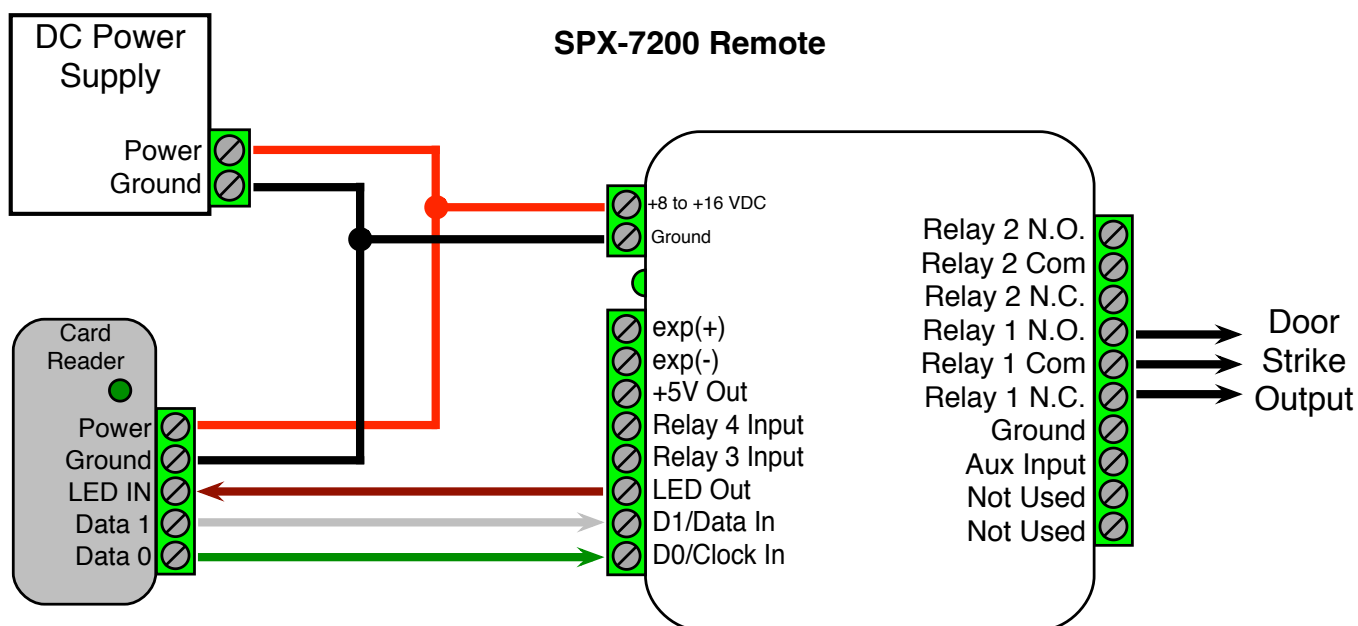 DC Power
Supply
Power
Ground
SPX-7200 Remote
+8 to +16 VDC
Ground
Card
Reader
Power
Ground
LED IN
Data 1
Data 0
exp(+)
exp(-)
+5V Out
Relay 4 Input
Relay 3 Input
LED Out
D1/Data In
D0/Clock In
Relay 2 N.O.
Relay 2 Com
Relay 2 N.C.
Relay 1 N.O.
Relay 1 Com
Relay 1 N.C.
Ground
Aux Input
Not Used
Not Used
Door
Strike
Output